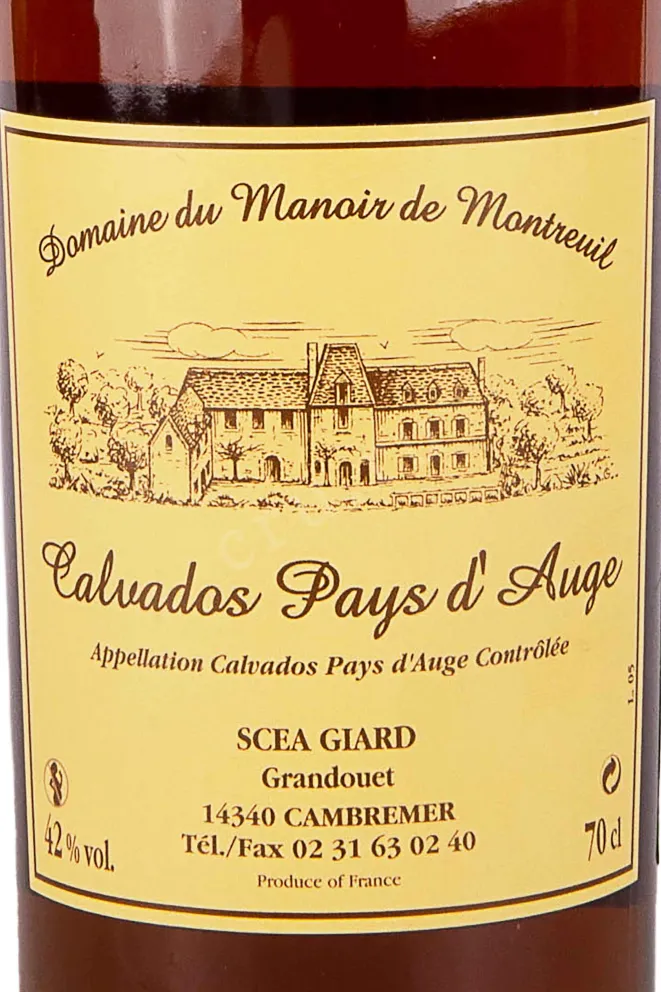 Domaine du Manoir de Montreuil
Calvados Pays d'Auge
Appellation Calvados Pays d'Auge Contrôlée
L. 05
SCEA GIARD
Grandouet
14340 CAMBREMER
Tél./Fax 02 31 63 02 40
42 % vol.
70 cl
Produce of France